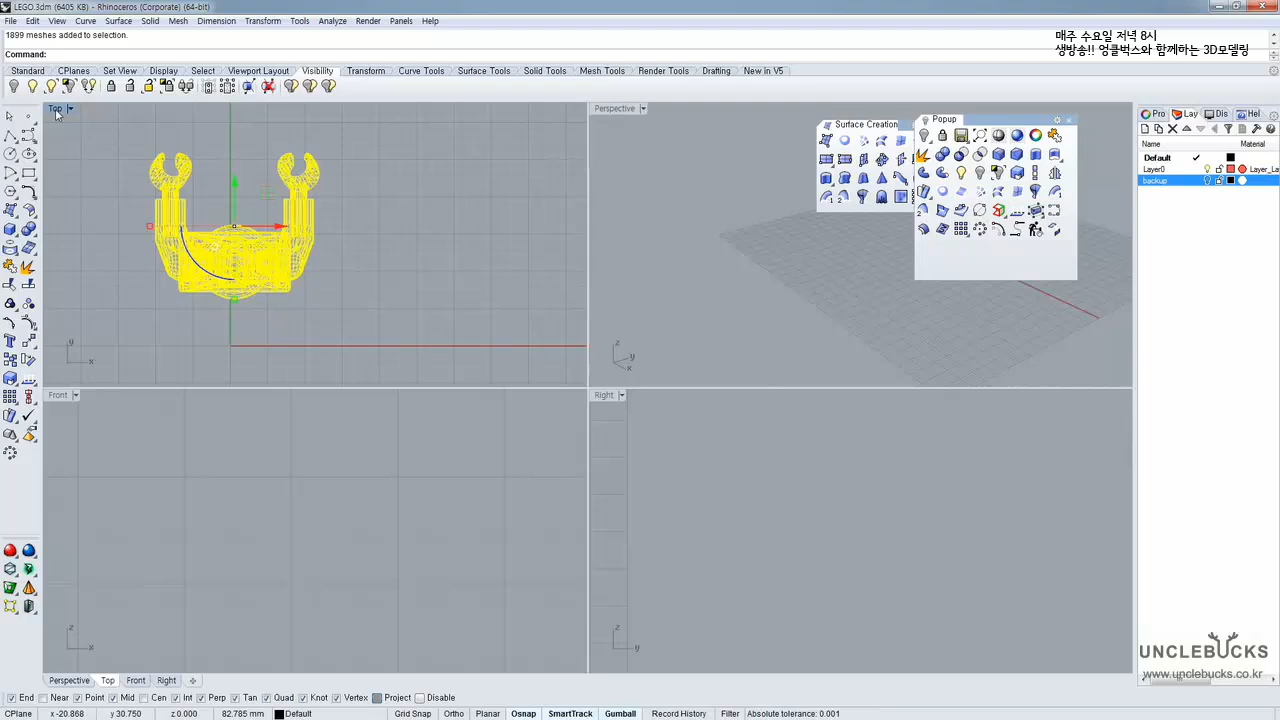 LEGO.3dm (6405 KB) - Rhinoceros (Corporate) (64-bit)
File Edit View Curve Surface Solid Mesh Dimension Transform Tools Analyze Render Panels Help
1899 meshes added to selection.
매주 수요일 저녁 8시
Command:
생방송!! 엉클벅스와 함께하는 3D모델링
Standard CPlanes Set View Display Select Viewport Layout Visibility Transform Curve Tools Surface Tools Solid Tools Mesh Tools Render Tools Drafting New in V5
Top
Perspective
Surface Creation
Popup
Pro Lay Dis Hel
Name Material
Default
Layer0 Layer_La
backup
y
x
z
y
x
Front
Right
z
x
z
y
UNCLEBUCKS
www.unclebucks.co.kr
Perspective Top Front Right
End Near Point Mid Cen Int Perp Tan Quad Knot Vertex Project Disable
CPlane x -20.868 y 30.750 z 0.000 82.785 mm Default Grid Snap Ortho Planar Osnap SmartTrack Gumball Record History Filter Absolute tolerance: 0.001